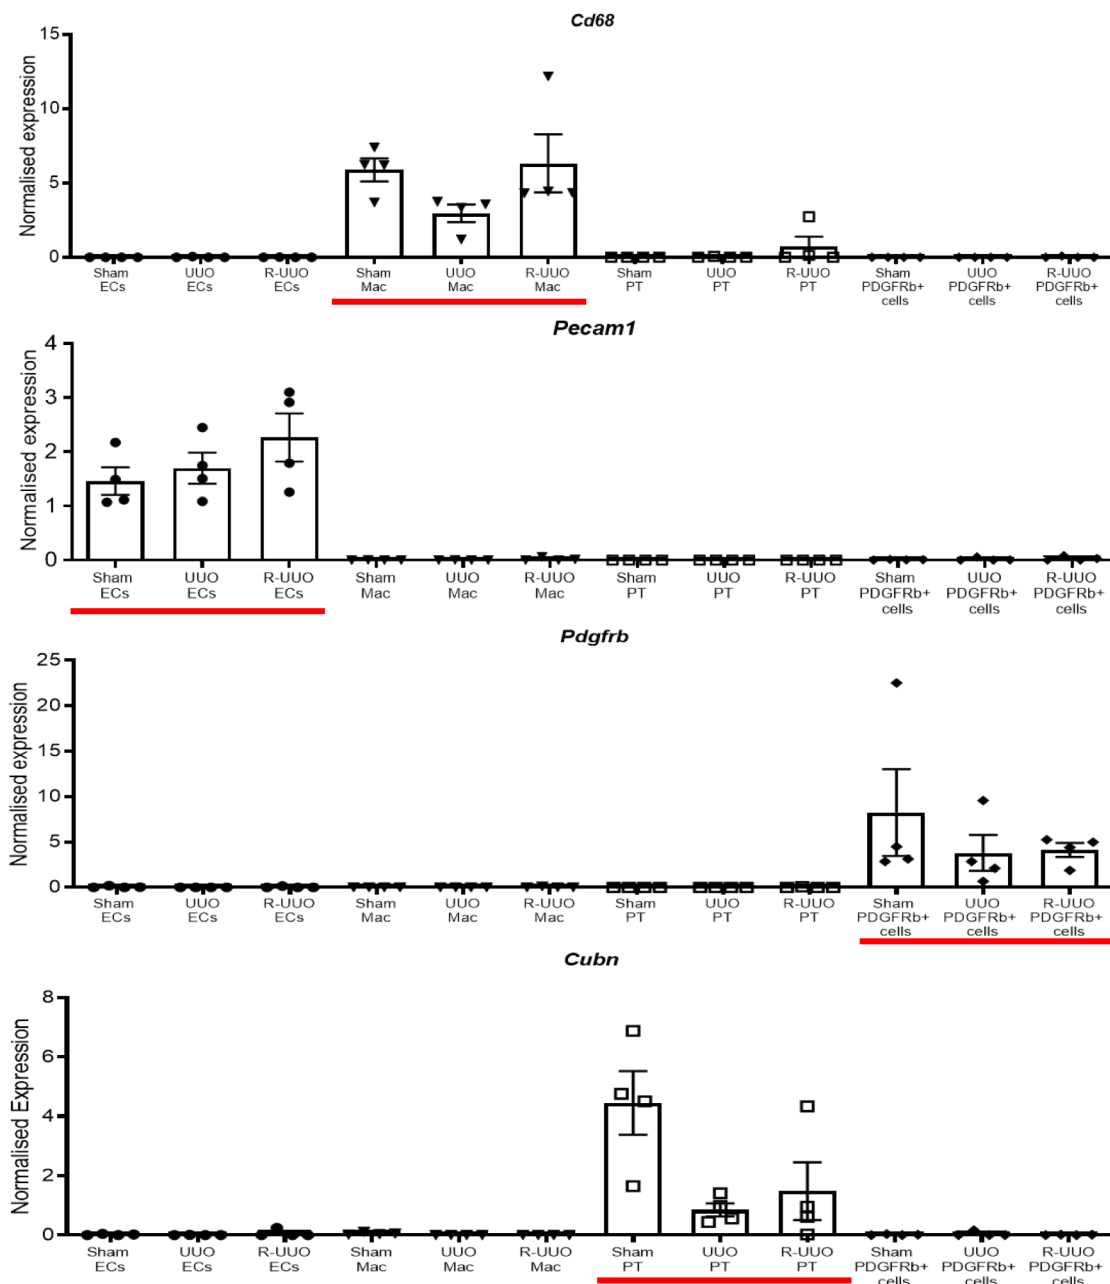 Cd68
Normalised expression
15
10
5
0
Sham UUO R-UUO Sham UUO R-UUO Sham UUO R-UUO Sham UUO R-UUO
ECs ECs ECs Mac Mac Mac PT PT PT PDGFRb+ PDGFRb+ PDGFRb+
cells cells cells
Pecam1
Normalised expression
4
3
2
1
0
Sham UUO R-UUO Sham UUO R-UUO Sham UUO R-UUO Sham UUO R-UUO
ECs ECs ECs Mac Mac Mac PT PT PT PDGFRb+ PDGFRb+ PDGFRb+
cells cells cells
Pdgfrb
Normalised expression
25
20
15
10
5
0
Sham UUO R-UUO Sham UUO R-UUO Sham UUO R-UUO Sham UUO R-UUO
ECs ECs ECs Mac Mac Mac PT PT PT PDGFRb+ PDGFRb+ PDGFRb+
cells cells cells
Cubn
Normalised Expression
8
6
4
2
0
Sham UUO R-UUO Sham UUO R-UUO Sham UUO R-UUO Sham UUO R-UUO
ECs ECs ECs Mac Mac Mac PT PT PT PDGFRb+ PDGFRb+ PDGFRb+
cells cells cells